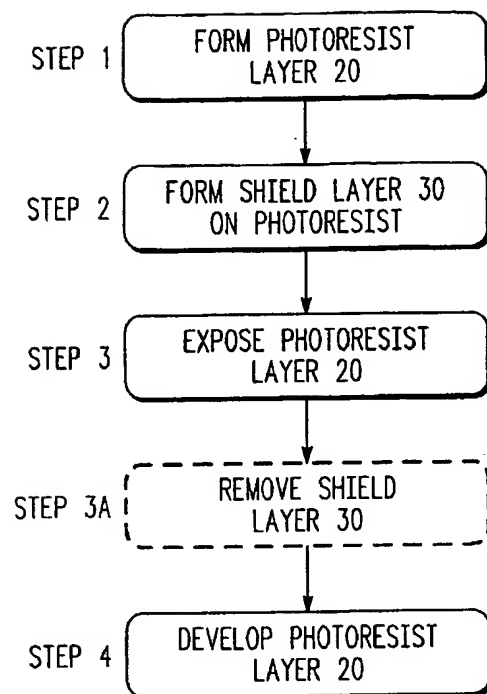 STEP 1
FORM PHOTORESIST
LAYER 20
STEP 2
FORM SHIELD LAYER 30
ON PHOTORESIST
STEP 3
EXPOSE PHOTORESIST
LAYER 20
STEP 3A
REMOVE SHIELD
LAYER 30
STEP 4
DEVELOP PHOTORESIST
LAYER 20